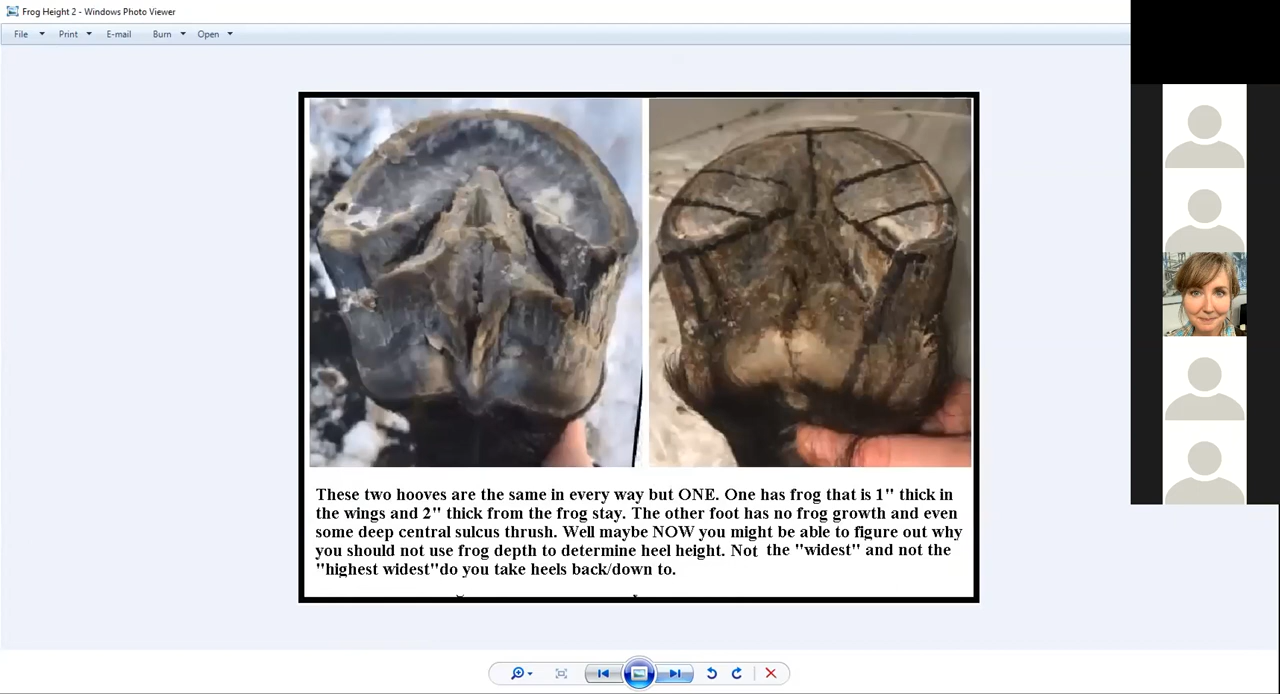 Frog Height 2 - Windows Photo Viewer
File Print E-mail Burn Open
These two hooves are the same in every way but ONE. One has frog that is 1" thick in
the wings and 2" thick from the frog stay. The other foot has no frog growth and even
some deep central sulcus thrush. Well maybe NOW you might be able to figure out why
you should not use frog depth to determine heel height. Not the "widest" and not the
"highest widest"do you take heels back/down to.